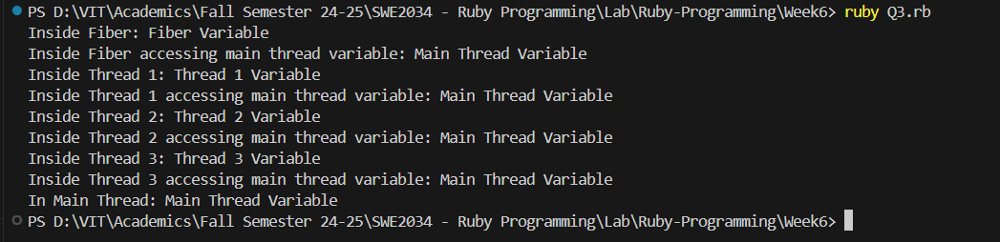 PS D:\VIT\Academics\Fall Semester 24-25\SWE2034 - Ruby Programming\Lab\Ruby-Programming\Week6> ruby Q3.rb
Inside Fiber: Fiber Variable
Inside Fiber accessing main thread variable: Main Thread Variable
Inside Thread 1: Thread 1 Variable
Inside Thread 1 accessing main thread variable: Main Thread Variable
Inside Thread 2: Thread 2 Variable
Inside Thread 2 accessing main thread variable: Main Thread Variable
Inside Thread 3: Thread 3 Variable
Inside Thread 3 accessing main thread variable: Main Thread Variable
In Main Thread: Main Thread Variable
PS D:\VIT\Academics\Fall Semester 24-25\SWE2034 - Ruby Programming\Lab\Ruby-Programming\Week6>